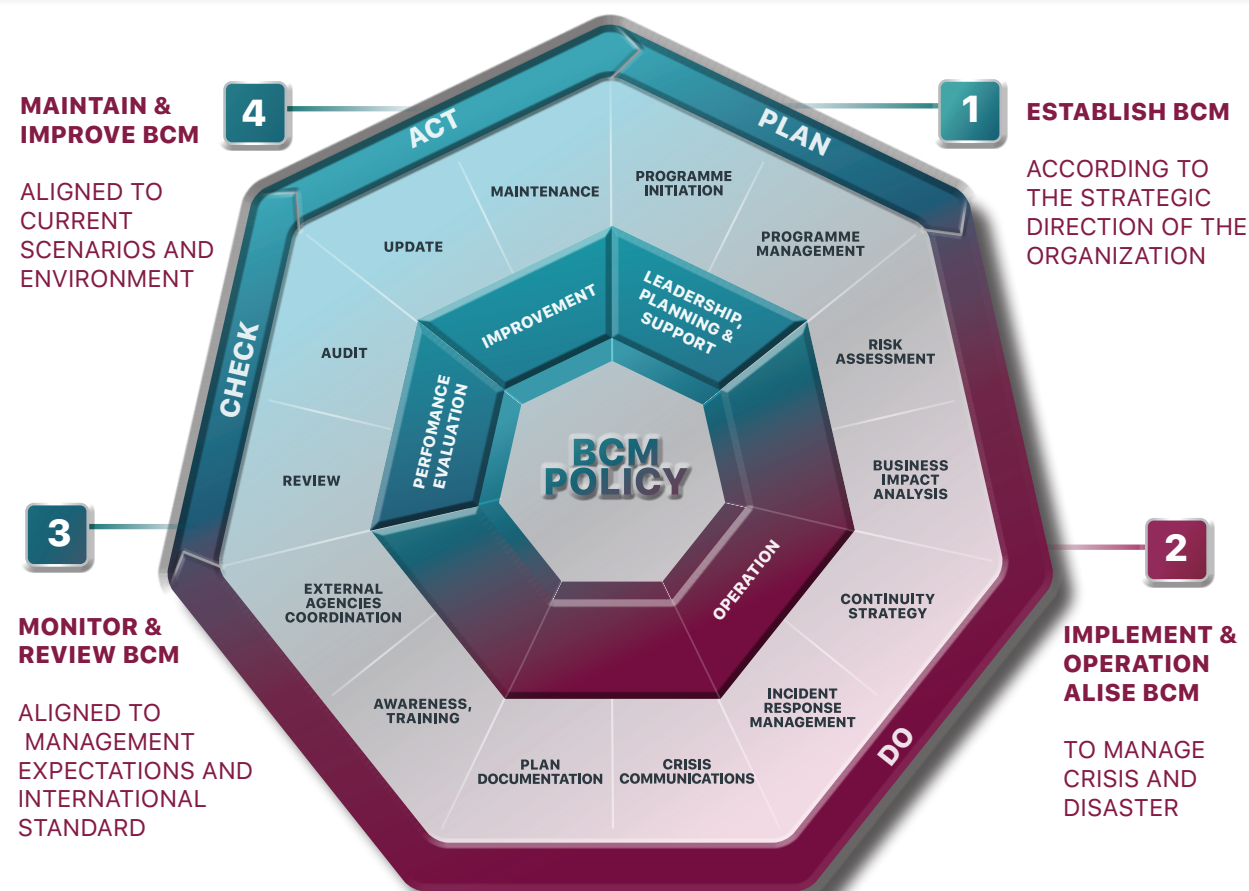 MAINTAIN &
IMPROVE BCM
4
ALIGNED TO
CURRENT
SCENARIOS AND
ENVIRONMENT
1
ESTABLISH BCM
ACCORDING TO
THE STRATEGIC
DIRECTION OF THE
ORGANIZATION
ACT
PLAN
CHECK
DO
MAINTENANCE
PROGRAMME
INITIATION
UPDATE
PROGRAMME
MANAGEMENT
AUDIT
RISK
ASSESSMENT
REVIEW
BUSINESS
IMPACT
ANALYSIS
EXTERNAL
AGENCIES
COORDINATION
CONTINUITY
STRATEGY
AWARENESS,
TRAINING
INCIDENT
RESPONSE
MANAGEMENT
PLAN
DOCUMENTATION
CRISIS
COMMUNICATIONS
IMPROVEMENT
LEADERSHIP,
PLANNING &
SUPPORT
PERFOMANCE
EVALUATION
OPERATION
BCM
POLICY
3
MONITOR &
REVIEW BCM
ALIGNED TO
MANAGEMENT
EXPECTATIONS AND
INTERNATIONAL
STANDARD
2
IMPLEMENT &
OPERATION
ALISE BCM
TO MANAGE
CRISIS AND
DISASTER